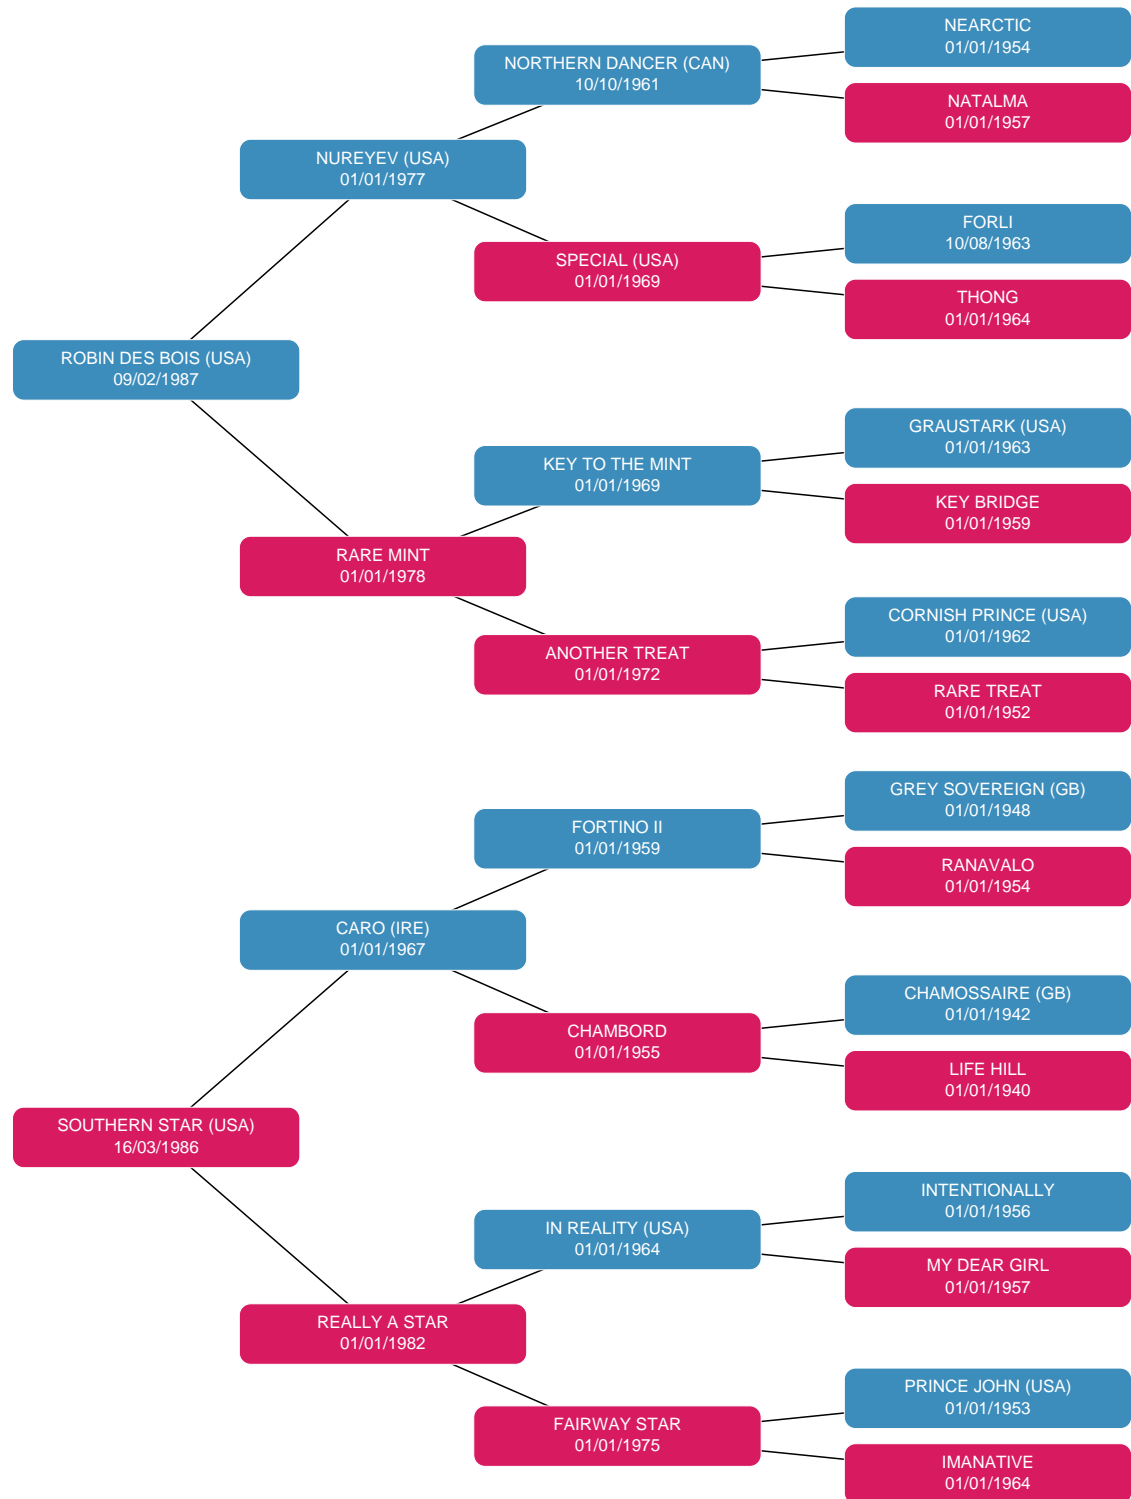 NEARCTIC
01/01/1954
NORTHERN DANCER (CAN)
10/10/1961
NATALMA
01/01/1957
NUREYEV (USA)
01/01/1977
FORLI
10/08/1963
SPECIAL (USA)
01/01/1969
THONG
01/01/1964
ROBIN DES BOIS (USA)
09/02/1987
GRAUSTARK (USA)
01/01/1963
KEY TO THE MINT
01/01/1969
KEY BRIDGE
01/01/1959
RARE MINT
01/01/1978
CORNISH PRINCE (USA)
01/01/1962
ANOTHER TREAT
01/01/1972
RARE TREAT
01/01/1952
GREY SOVEREIGN (GB)
01/01/1948
FORTINO II
01/01/1959
RANAVALO
01/01/1954
CARO (IRE)
01/01/1967
CHAMOSSAIRE (GB)
01/01/1942
CHAMBORD
01/01/1955
LIFE HILL
01/01/1940
SOUTHERN STAR (USA)
16/03/1986
INTENTIONALLY
01/01/1956
IN REALITY (USA)
01/01/1964
MY DEAR GIRL
01/01/1957
REALLY A STAR
01/01/1982
PRINCE JOHN (USA)
01/01/1953
FAIRWAY STAR
01/01/1975
IMANATIVE
01/01/1964